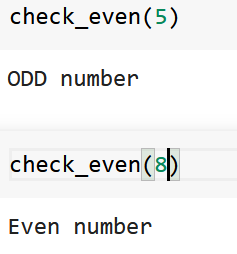 check_even(5)
ODD number
check_even(8)
Even number